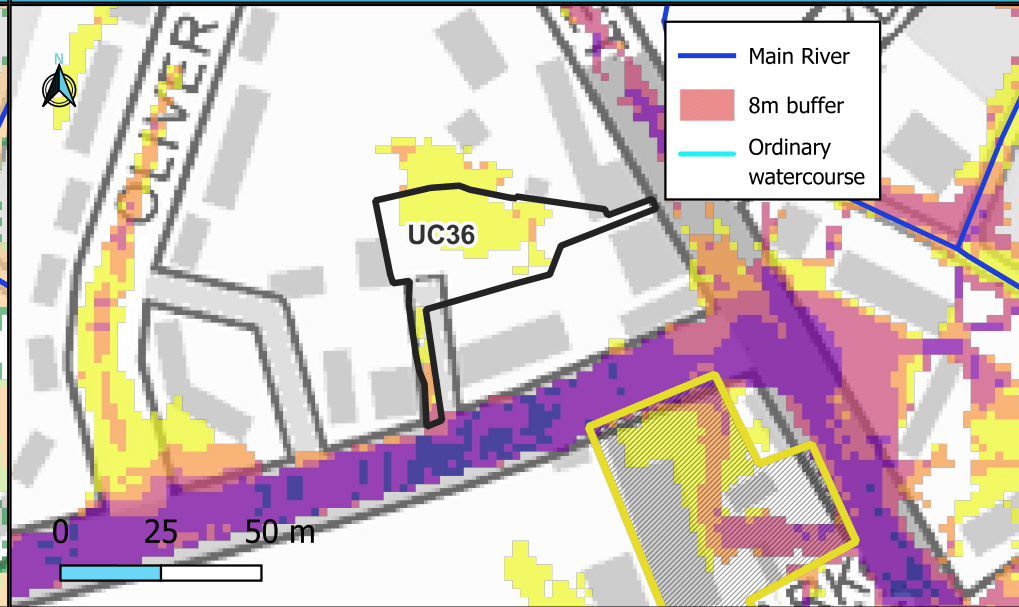 N
OLIVER
Main River
8m buffer
Ordinary
watercourse
UC36
0 25 50 m